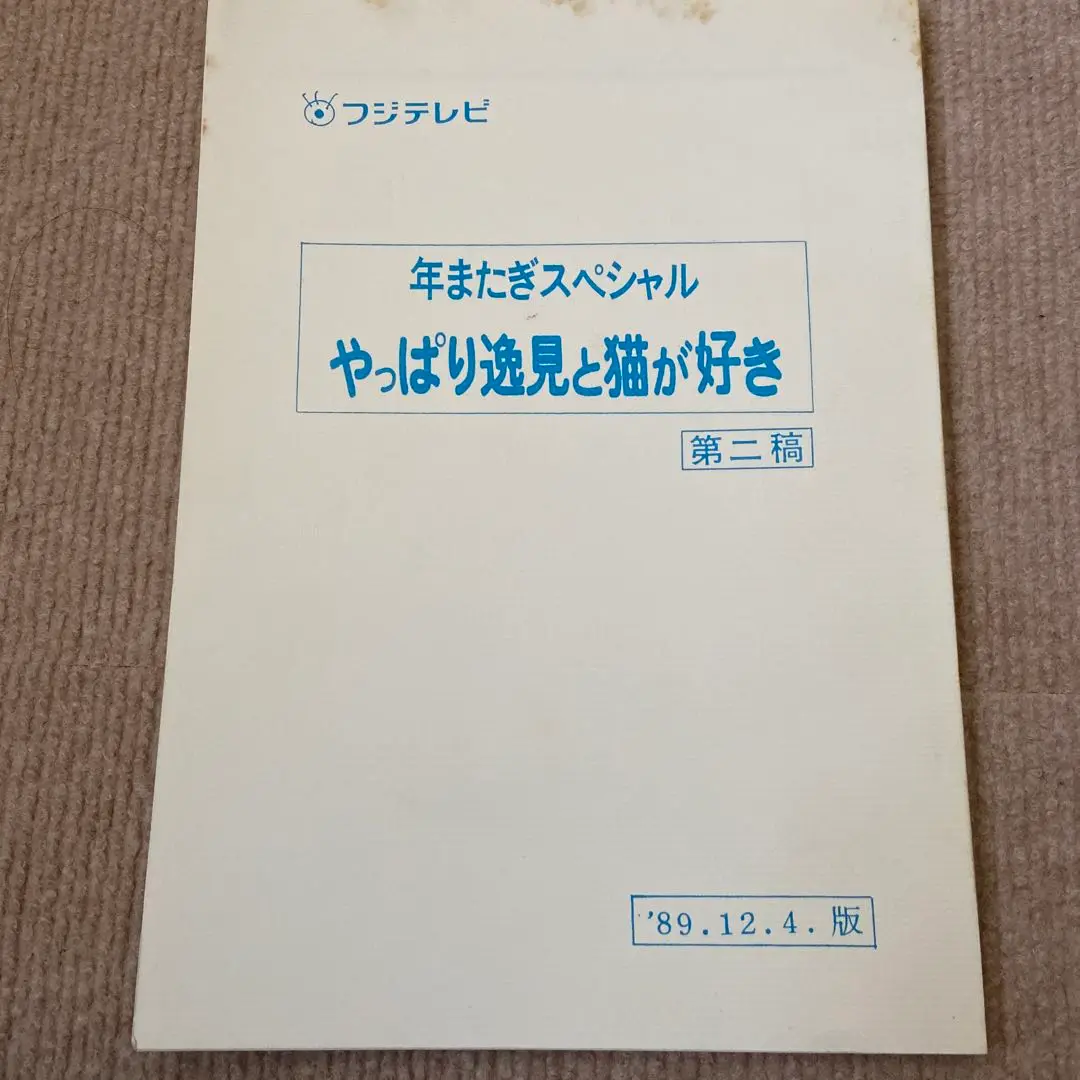 フジテレビ
年またぎスペシャル
やっぱり逸見と猫が好き
第二稿
'89.12.4.版